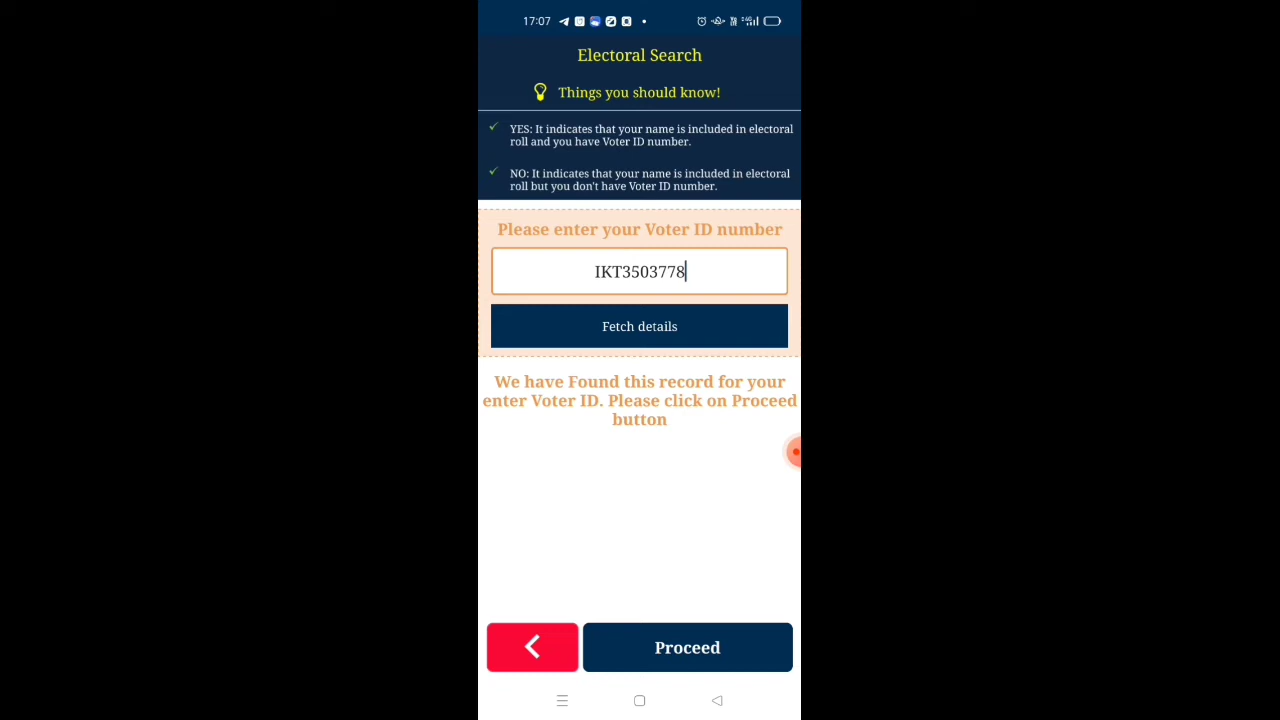 17:07
Electoral Search
Things you should know!
YES: It indicates that your name is included in electoral
roll and you have Voter ID number.
NO: It indicates that your name is included in electoral
roll but you don't have Voter ID number.
Please enter your Voter ID number
IKT3503778
Fetch details
We have Found this record for your
enter Voter ID. Please click on Proceed
button
Proceed